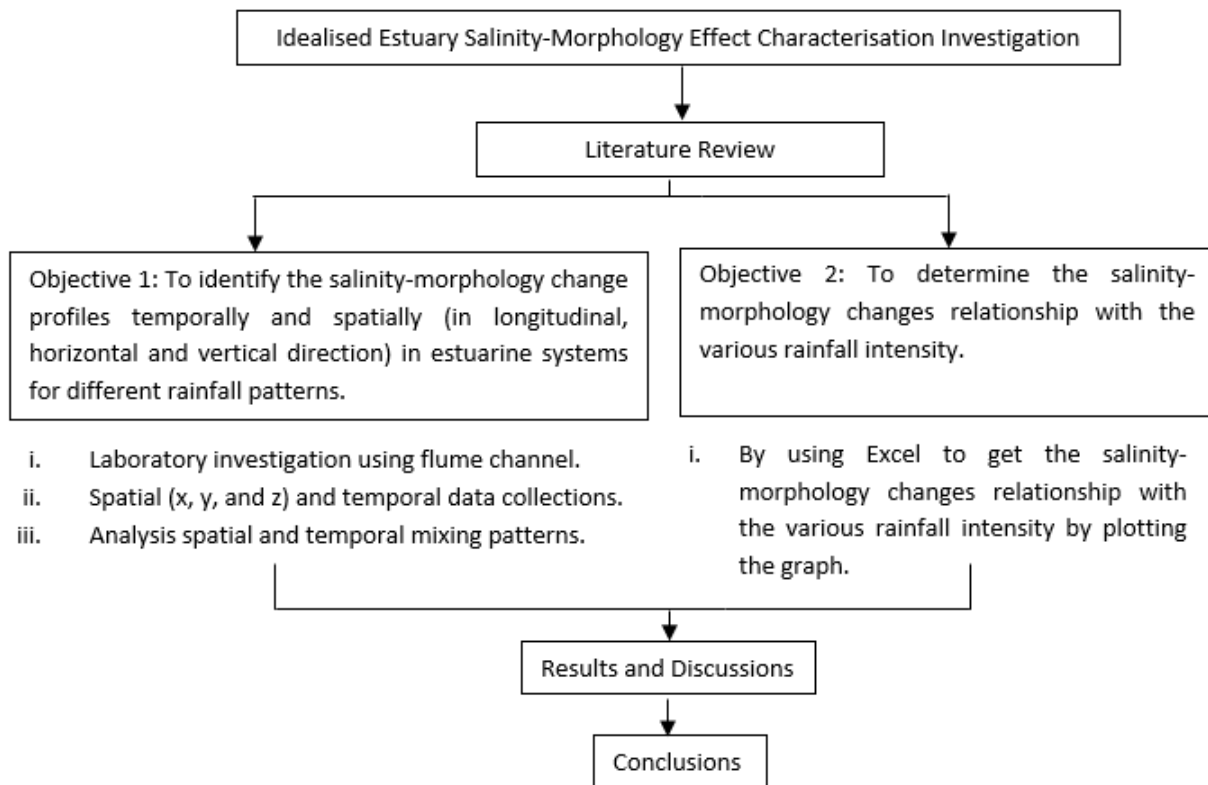 Idealised Estuary Salinity-Morphology Effect Characterisation Investigation
Literature Review
Objective 1: To identify the salinity-morphology change
profiles temporally and spatially (in longitudinal,
horizontal and vertical direction) in estuarine systems
for different rainfall patterns.
i. Laboratory investigation using flume channel.
ii. Spatial (x, y, and z) and temporal data collections.
iii. Analysis spatial and temporal mixing patterns.
Objective 2: To determine the salinity-
morphology changes relationship with the
various rainfall intensity.
i. By using Excel to get the salinity-
morphology changes relationship with
the various rainfall intensity by plotting
the graph.
Results and Discussions
Conclusions